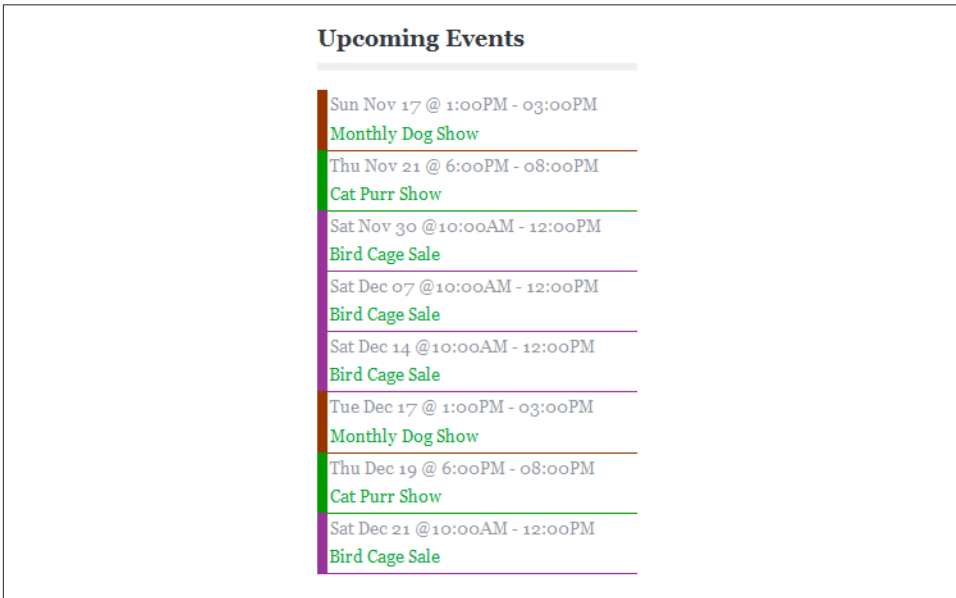 Upcoming Events
Sun Nov 17 @ 1:00PM - 03:00PM
Monthly Dog Show
Thu Nov 21 @ 6:00PM - 08:00PM
Cat Purr Show
Sat Nov 30 @10:00AM - 12:00PM
Bird Cage Sale
Sat Dec 07 @10:00AM - 12:00PM
Bird Cage Sale
Sat Dec 14 @10:00AM - 12:00PM
Bird Cage Sale
Tue Dec 17 @ 1:00PM - 03:00PM
Monthly Dog Show
Thu Dec 19 @ 6:00PM - 08:00PM
Cat Purr Show
Sat Dec 21 @10:00AM - 12:00PM
Bird Cage Sale